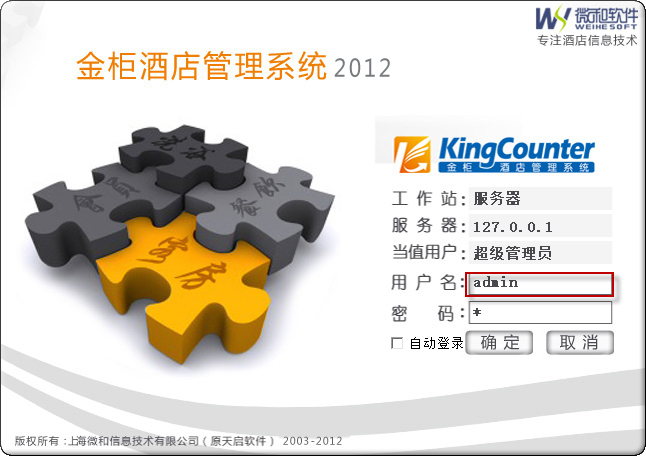 微和软件
WEIHESOFT
专注酒店信息技术
金柜酒店管理系统 2012
KingCounter
金柜 酒店管理系统
工作站：服务器
服务器：127.0.0.1
当值用户：超级管理员
用户名：admin
密 码：*
自动登录 确定 取消
餐饮
客房
版权所有：上海微和信息技术有限公司（原天启软件） 2003-2012